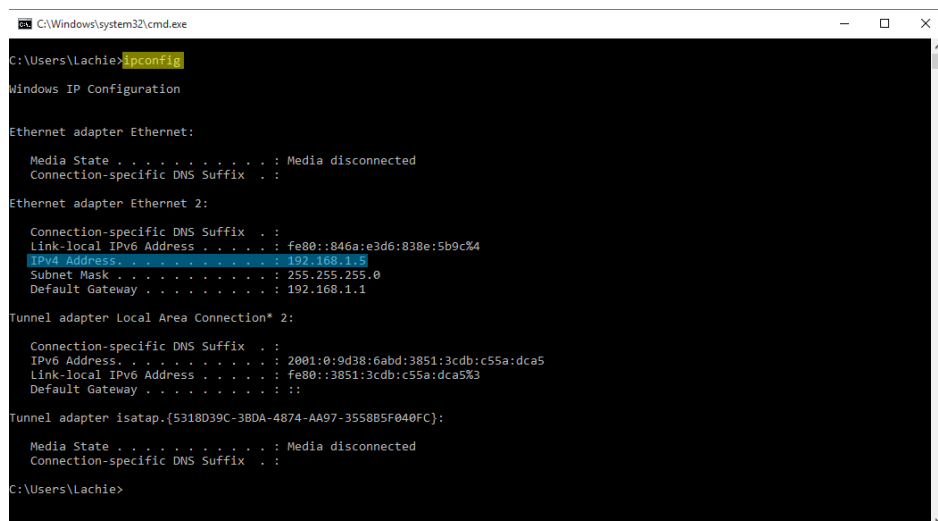 C:\Windows\system32\cmd.exe
C:\Users\Lachie>ipconfig
Windows IP Configuration
Ethernet adapter Ethernet:
Media State . . . . . . . . . . . : Media disconnected
Connection-specific DNS Suffix  . :
Ethernet adapter Ethernet 2:
Connection-specific DNS Suffix  . :
Link-local IPv6 Address . . . . . : fe80::846a:e3d6:838e:5b9c%4
IPv4 Address. . . . . . . . . . . : 192.168.1.5
Subnet Mask . . . . . . . . . . . : 255.255.255.0
Default Gateway . . . . . . . . . : 192.168.1.1
Tunnel adapter Local Area Connection* 2:
Connection-specific DNS Suffix  . :
IPv6 Address. . . . . . . . . . . : 2001:0:9d38:6abd:3851:3cdb:c55a:dca5
Link-local IPv6 Address . . . . . : fe80::3851:3cdb:c55a:dca5%3
Default Gateway . . . . . . . . . : ::
Tunnel adapter isatap.{5318D39C-3BDA-4874-AA97-3558B5F040FC}:
Media State . . . . . . . . . . . : Media disconnected
Connection-specific DNS Suffix  . :
C:\Users\Lachie>